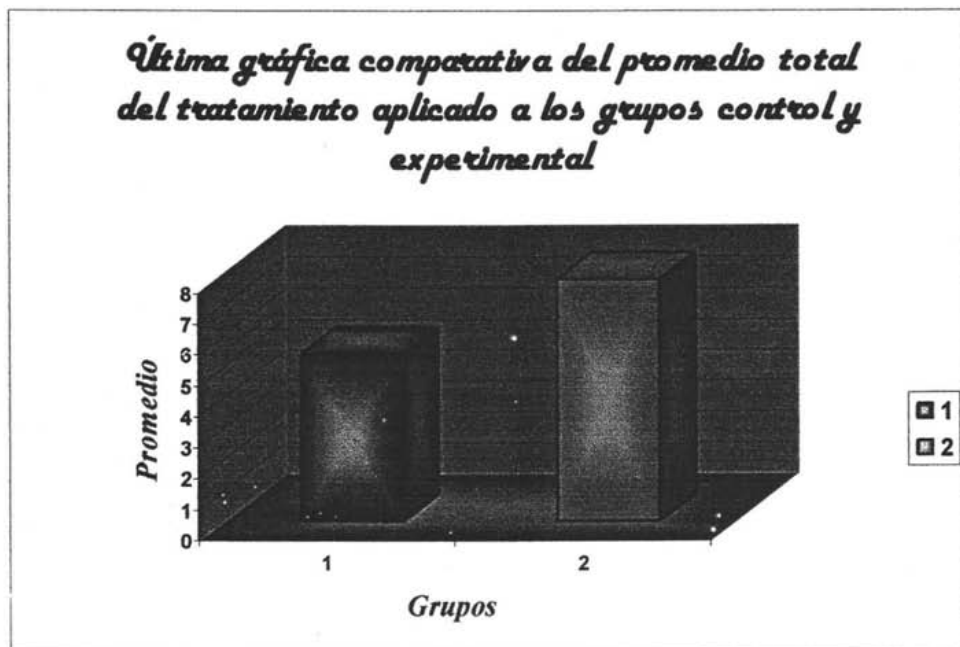 Última gráfica comparativa del promedio total
del tratamiento aplicado a los grupos control y
experimental
8
7
6
5
4
3
2
1
0
Promedio
1
2
Grupos
1
2